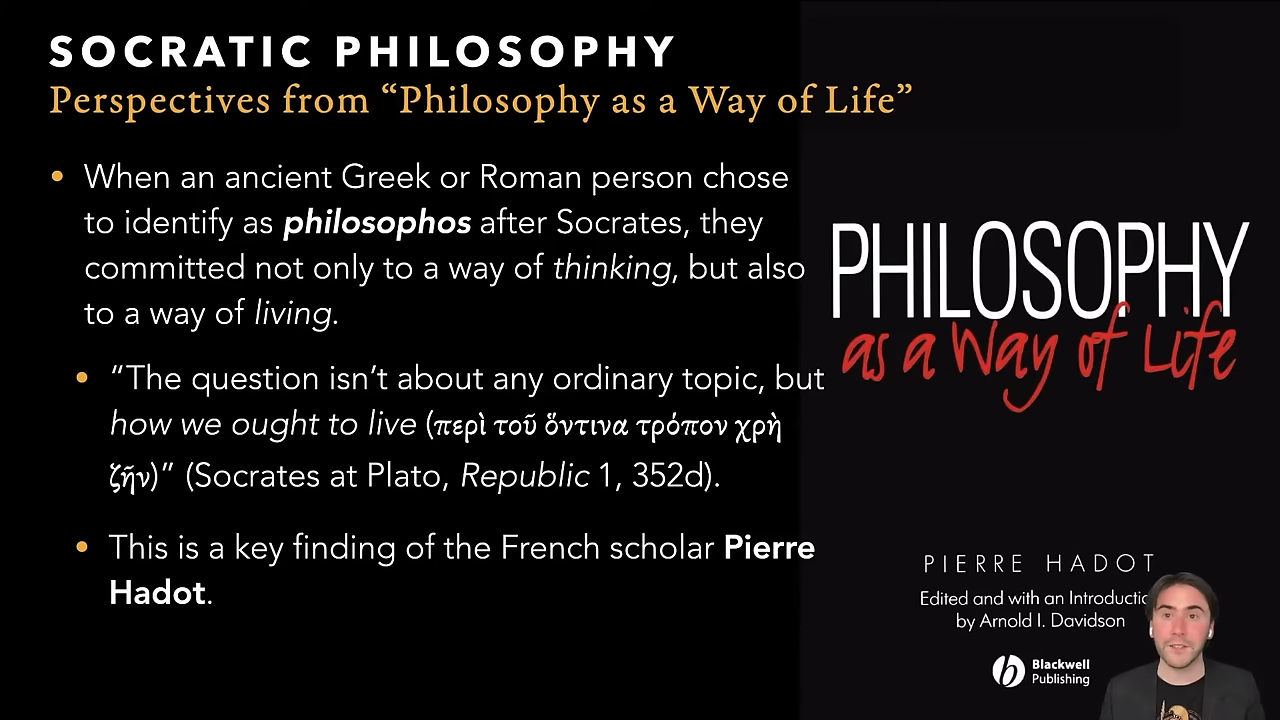 SOCRATIC PHILOSOPHY
Perspectives from “Philosophy as a Way of Life”
• When an ancient Greek or Roman person chose
to identify as philosophos after Socrates, they
committed not only to a way of thinking, but also
to a way of living.
• “The question isn’t about any ordinary topic, but
how we ought to live (περὶ τοῦ ὅντινα τρόπον χρὴ
ζῆν)” (Socrates at Plato, Republic 1, 352d).
• This is a key finding of the French scholar Pierre
Hadot.
PHILOSOPHY
as a Way of Life
PIERRE HADOT
Edited and with an Introductio
by Arnold I. Davidson
b Blackwell
Publishing